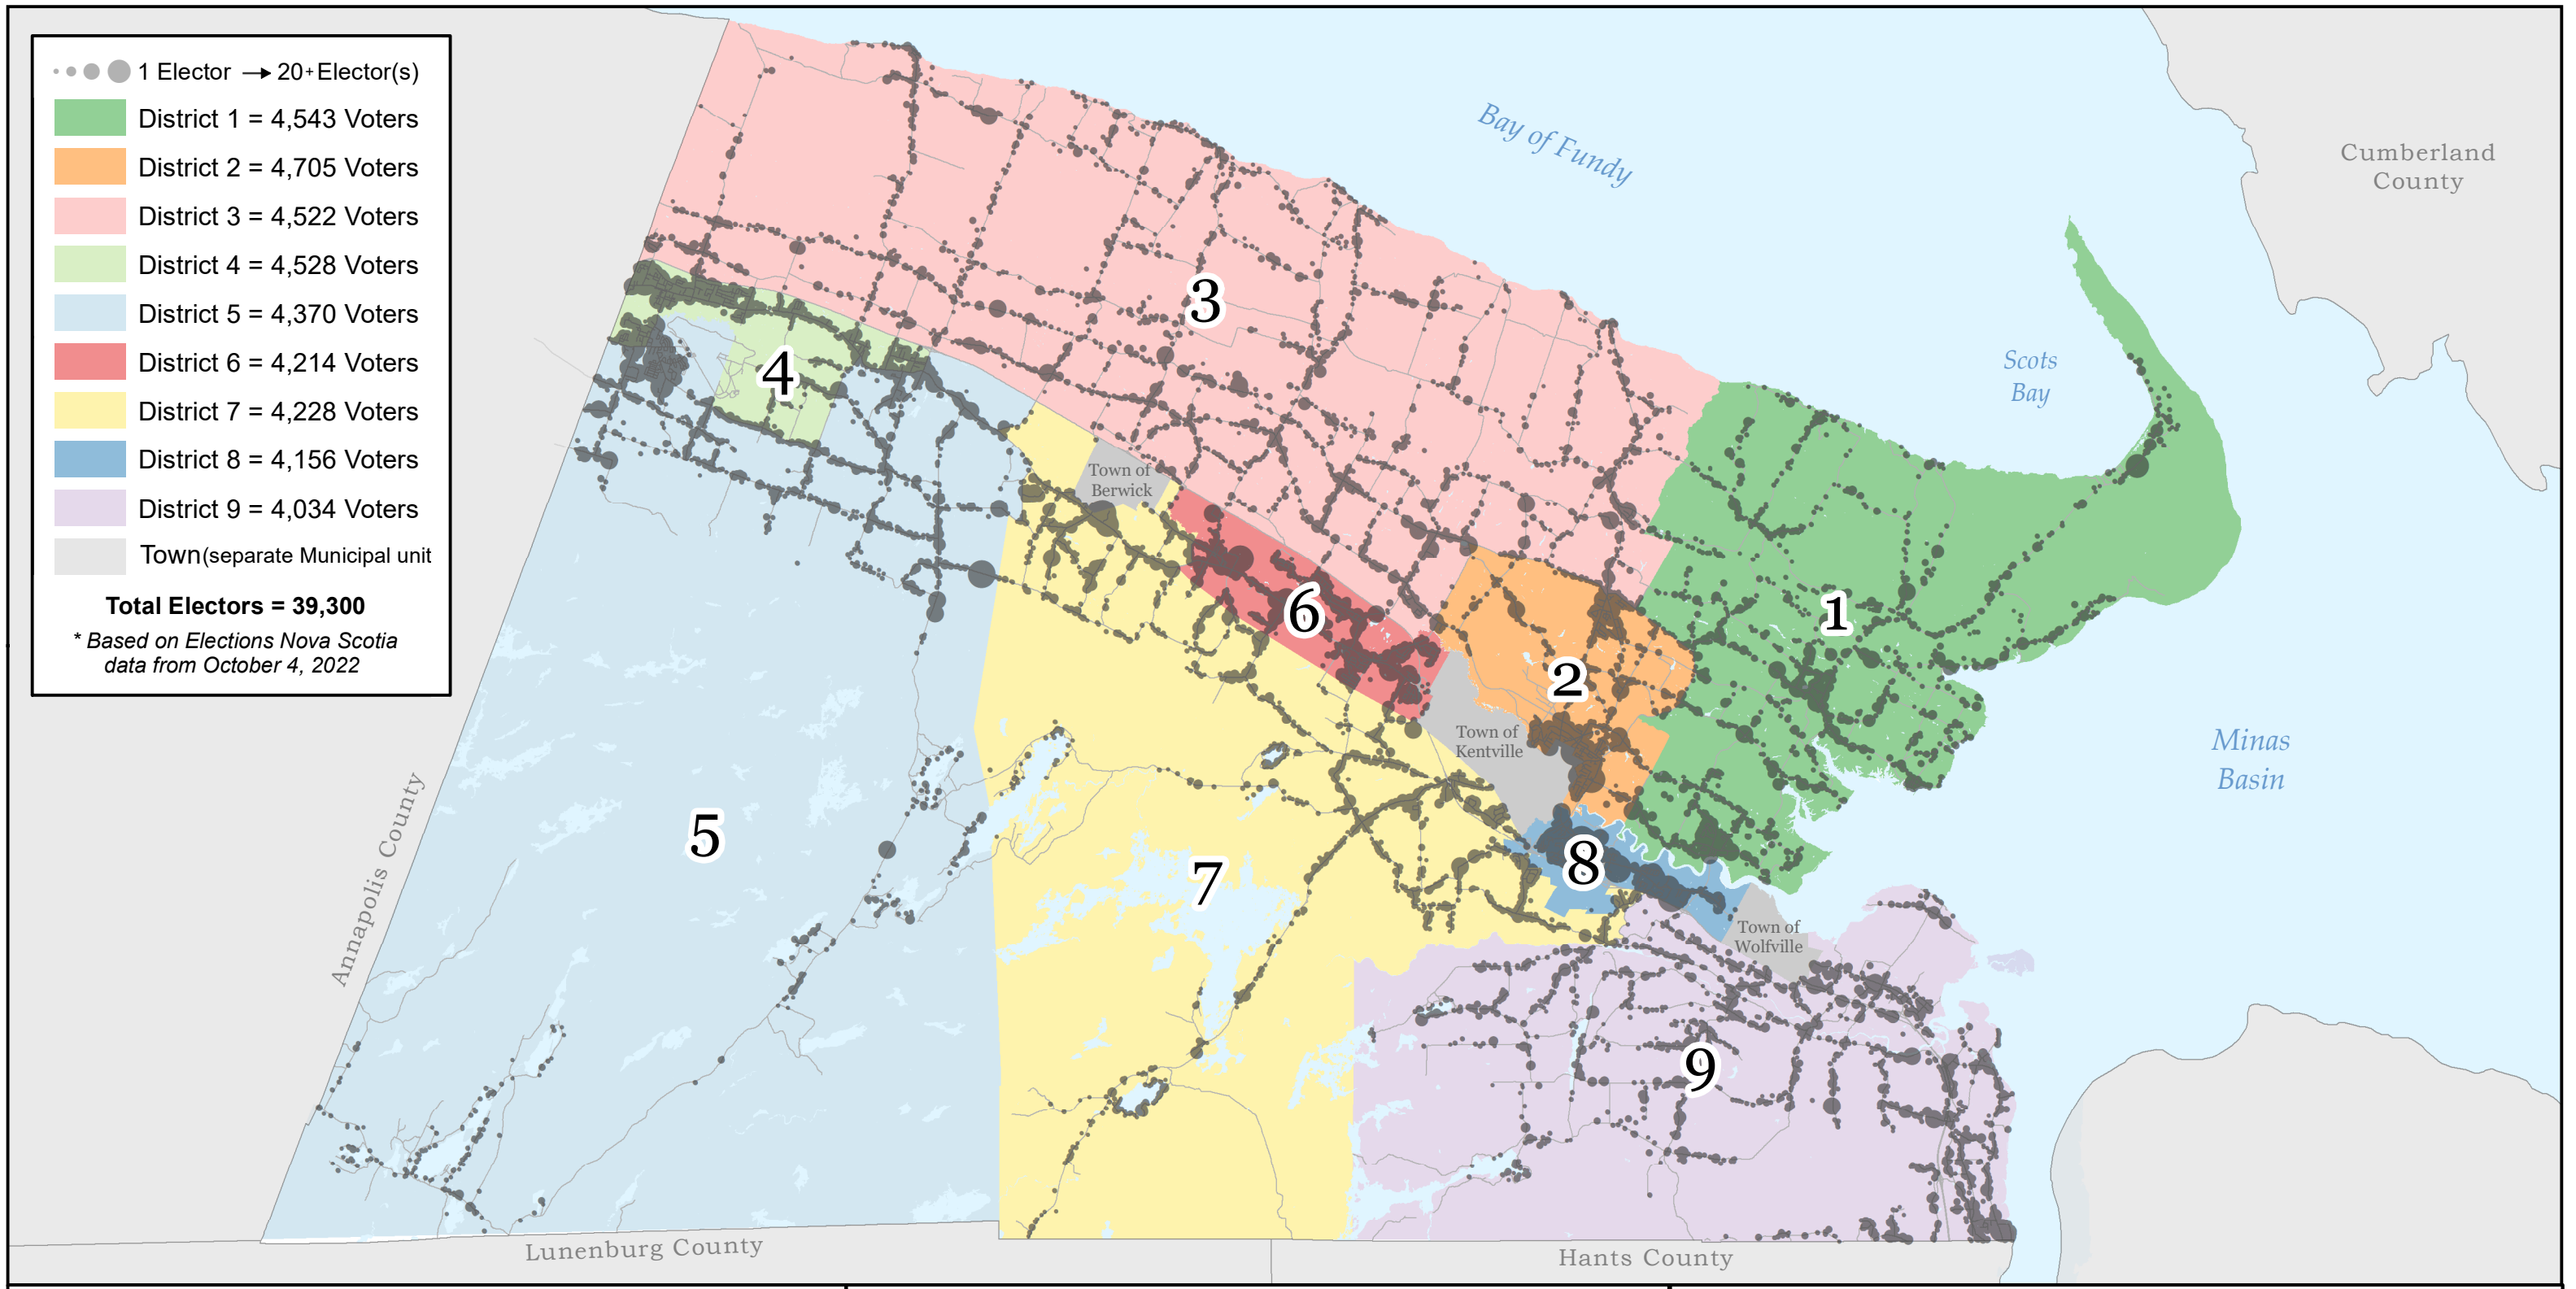 1 Elector → 20+Elector(s)
District 1 = 4,543 Voters
District 2 = 4,705 Voters
District 3 = 4,522 Voters
District 4 = 4,528 Voters
District 5 = 4,370 Voters
District 6 = 4,214 Voters
District 7 = 4,228 Voters
District 8 = 4,156 Voters
District 9 = 4,034 Voters
Town(separate Municipal unit
Total Electors = 39,300
* Based on Elections Nova Scotia
data from October 4, 2022
Bay of Fundy
Cumberland
County
3
Scots
Bay
4
Town of
Berwick
6
1
2
Town of
Kentville
Minas
Basin
Annapolis County
5
7
8
Town of
Wolfville
9
Lunenburg County
Hants County